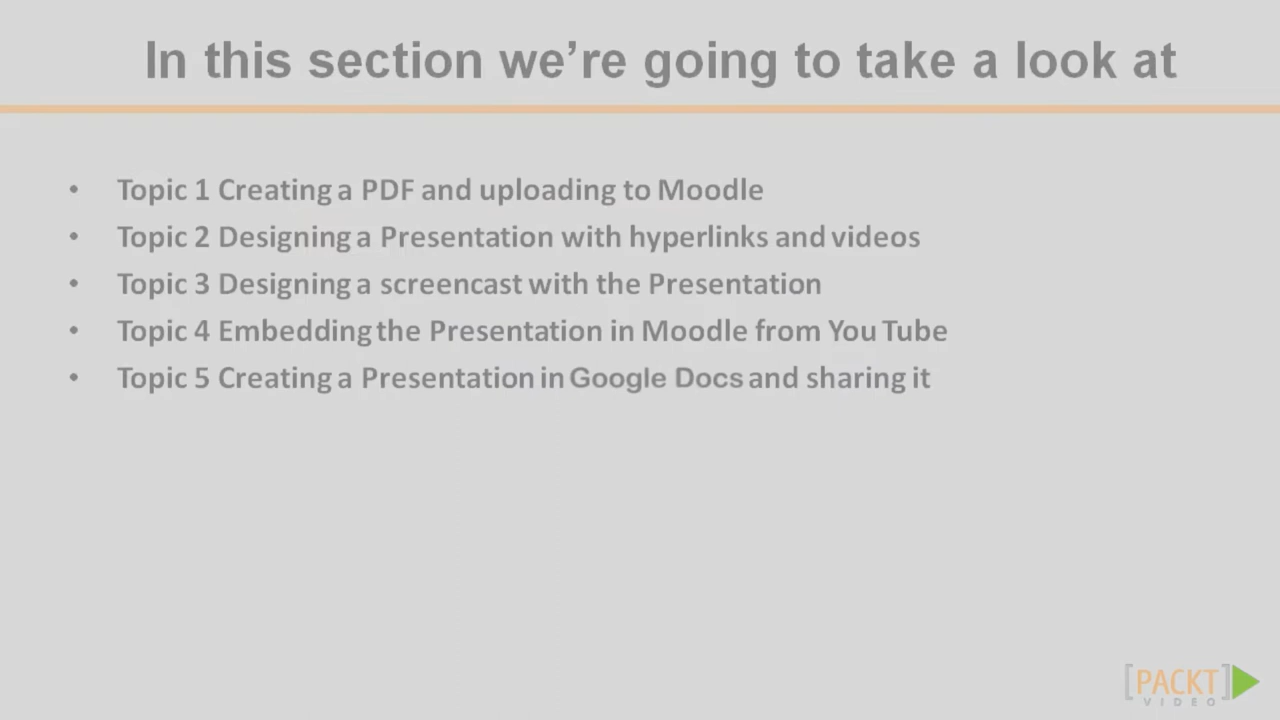 In this section we're going to take a look at
• Topic 1 Creating a PDF and uploading to Moodle
• Topic 2 Designing a Presentation with hyperlinks and videos
• Topic 3 Designing a screencast with the Presentation
• Topic 4 Embedding the Presentation in Moodle from You Tube
• Topic 5 Creating a Presentation in Google Docs and sharing it
[PACKT]
VIDEO